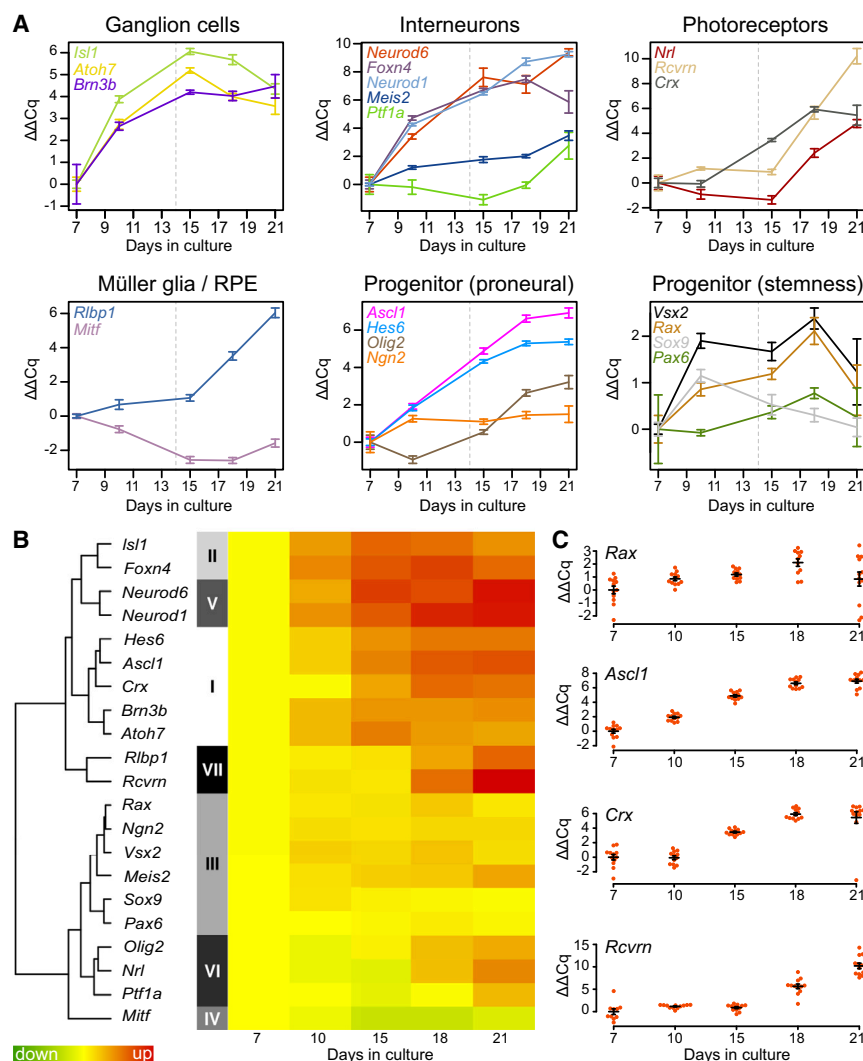 A
Ganglion cells
Interneurons
Photoreceptors
Isl1
Atoh7
Brn3b
ΔΔCq
6
5
4
3
2
1
0
-1
7 9 11 13 15 17 19 21
Days in culture
Neurod6
Foxn4
Neurod1
Meis2
Ptf1a
ΔΔCq
10
8
6
4
2
0
7 9 11 13 15 17 19 21
Days in culture
Nrl
Rcvrn
Crx
ΔΔCq
10
8
6
4
2
0
-2
7 9 11 13 15 17 19 21
Days in culture
Müller glia / RPE
Progenitor (proneural)
Progenitor (stemness)
Rlbp1
Mitf
ΔΔCq
6
4
2
0
-2
7 9 11 13 15 17 19 21
Days in culture
Ascl1
Hes6
Olig2
Ngn2
ΔΔCq
6
4
2
0
7 9 11 13 15 17 19 21
Days in culture
Vsx2
Rax
Sox9
Pax6
ΔΔCq
2
1
0
7 9 11 13 15 17 19 21
Days in culture
B
Isl1
Foxn4
Neurod6
Neurod1
Hes6
Ascl1
Crx
Brn3b
Atoh7
Rlbp1
Rcvrn
Rax
Ngn2
Vsx2
Meis2
Sox9
Pax6
Olig2
Nrl
Ptf1a
Mitf
II
V
I
VII
III
VI
IV
7 10 15 18 21
Days in culture
down up
C
Rax
ΔΔCq
3
2
1
0
-1
-2
7 10 15 18 21
Ascl1
ΔΔCq
8
6
4
2
0
-2
7 10 15 18 21
Crx
ΔΔCq
6
4
2
0
-2
7 10 15 18 21
Rcvrn
ΔΔCq
15
10
5
0
7 10 15 18 21
Days in culture